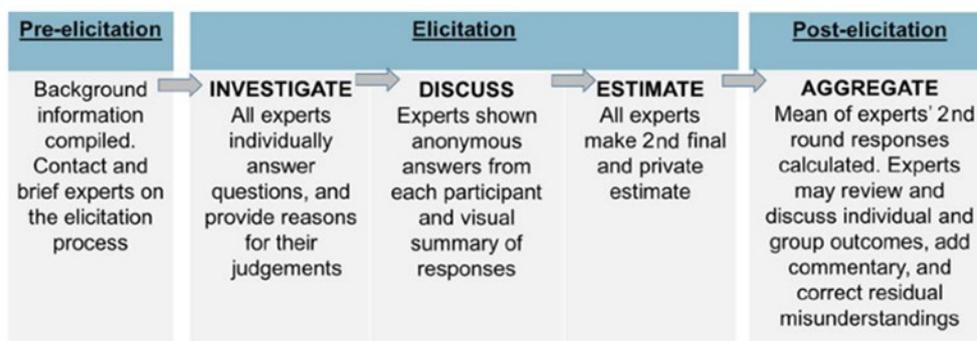 Pre-elicitation
Elicitation
Post-elicitation
Background
information
compiled.
Contact and
brief experts on
the elicitation
process
INVESTIGATE
All experts
individually
answer
questions, and
provide reasons
for their
judgements
DISCUSS
Experts shown
anonymous
answers from
each participant
and visual
summary of
responses
ESTIMATE
All experts
make 2nd final
and private
estimate
AGGREGATE
Mean of experts' 2nd
round responses
calculated. Experts
may review and
discuss individual and
group outcomes, add
commentary, and
correct residual
misunderstandings